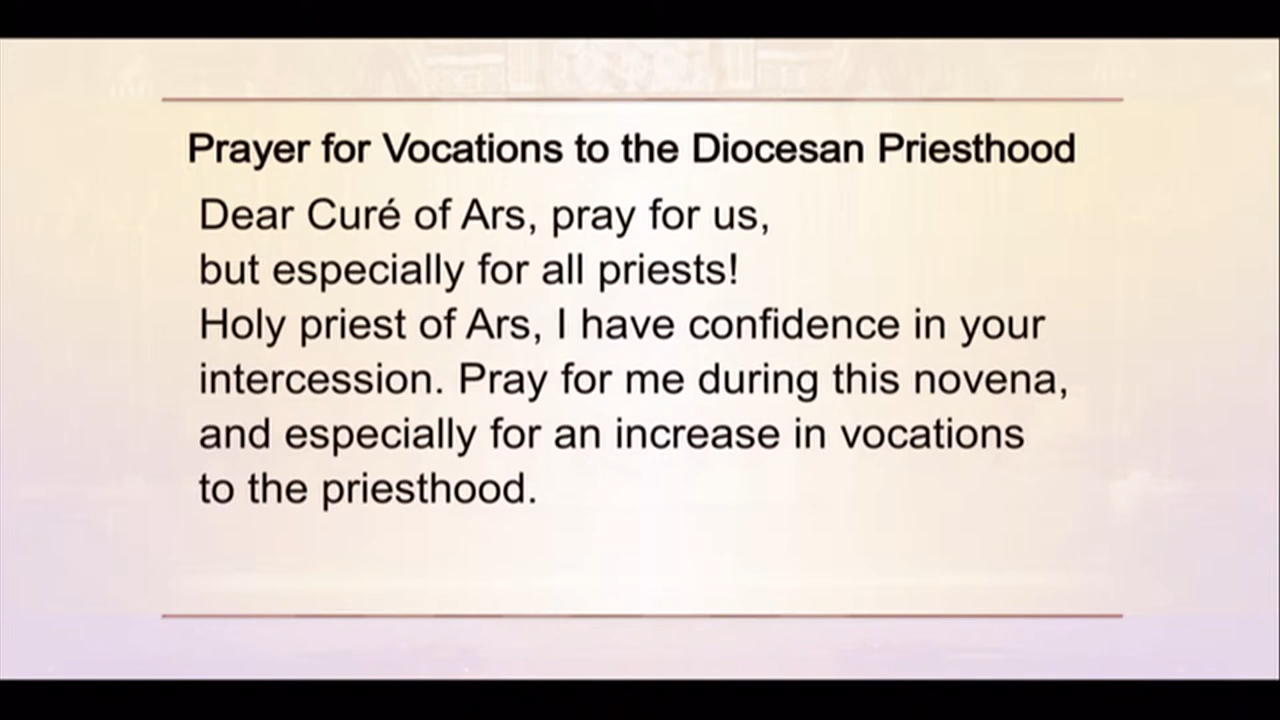 Prayer for Vocations to the Diocesan Priesthood
Dear Curé of Ars, pray for us,
but especially for all priests!
Holy priest of Ars, I have confidence in your
intercession. Pray for me during this novena,
and especially for an increase in vocations
to the priesthood.